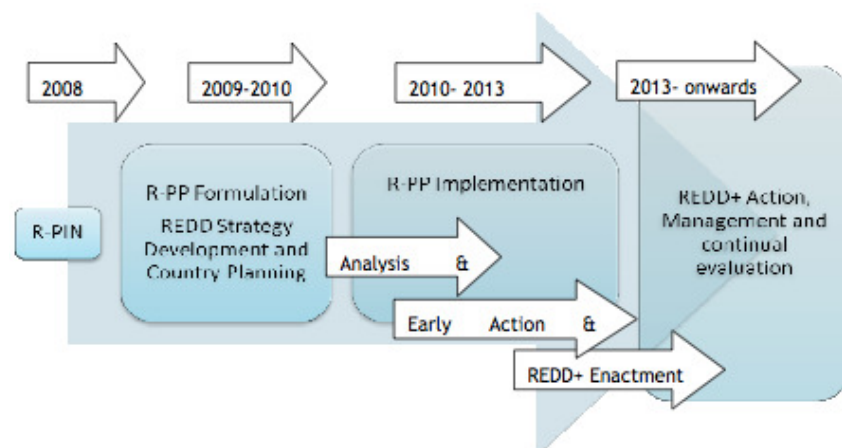 2008
2009-2010
2010- 2013
2013- onwards
R-PIN
R-PP Formulation
REDD Strategy
Development and
Country Planning
R-PP Implementation
Analysis &
Early Action &
REDD+ Enactment
REDD+ Action,
Management and
continual
evaluation